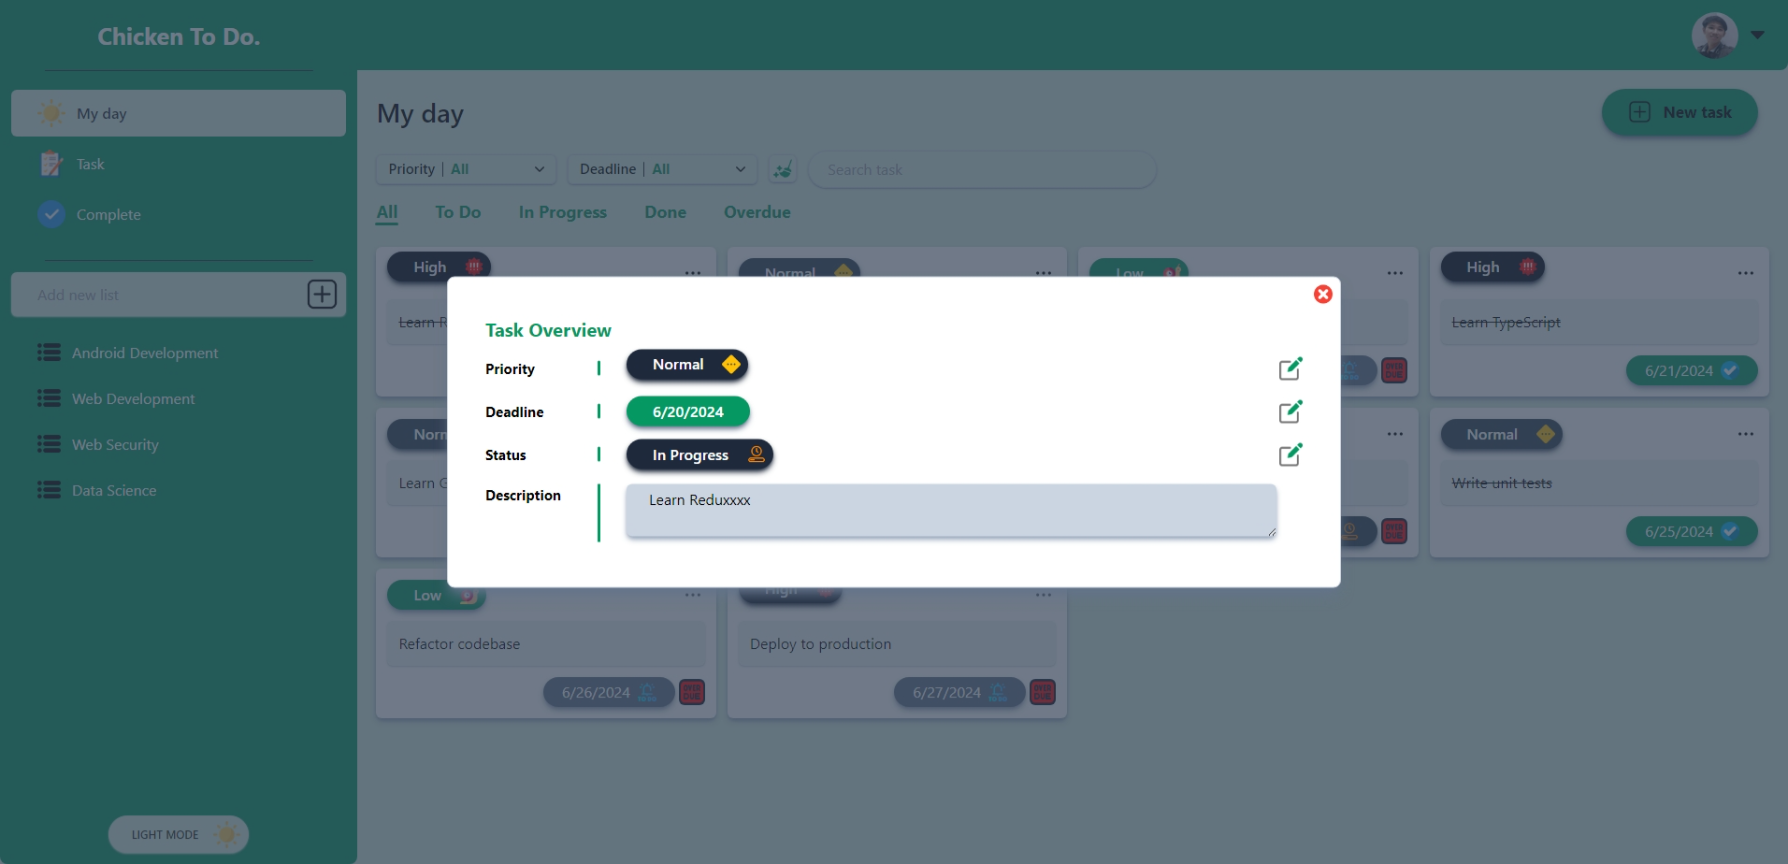 Chicken To Do.
My day
Task
Complete
Add new list
Android Development
Web Development
Web Security
Data Science
LIGHT MODE
My day
New task
Priority | All
Deadline | All
Search task
All To Do In Progress Done Overdue
High
Normal
Low
High
Learn R
Learn TypeScript
6/21/2024
Norm
Normal
Learn G
Write unit tests
6/25/2024
Low
High
Refactor codebase
Deploy to production
6/26/2024
6/27/2024
Task Overview
Priority Normal
Deadline 6/20/2024
Status In Progress
Description Learn Reduxxxx